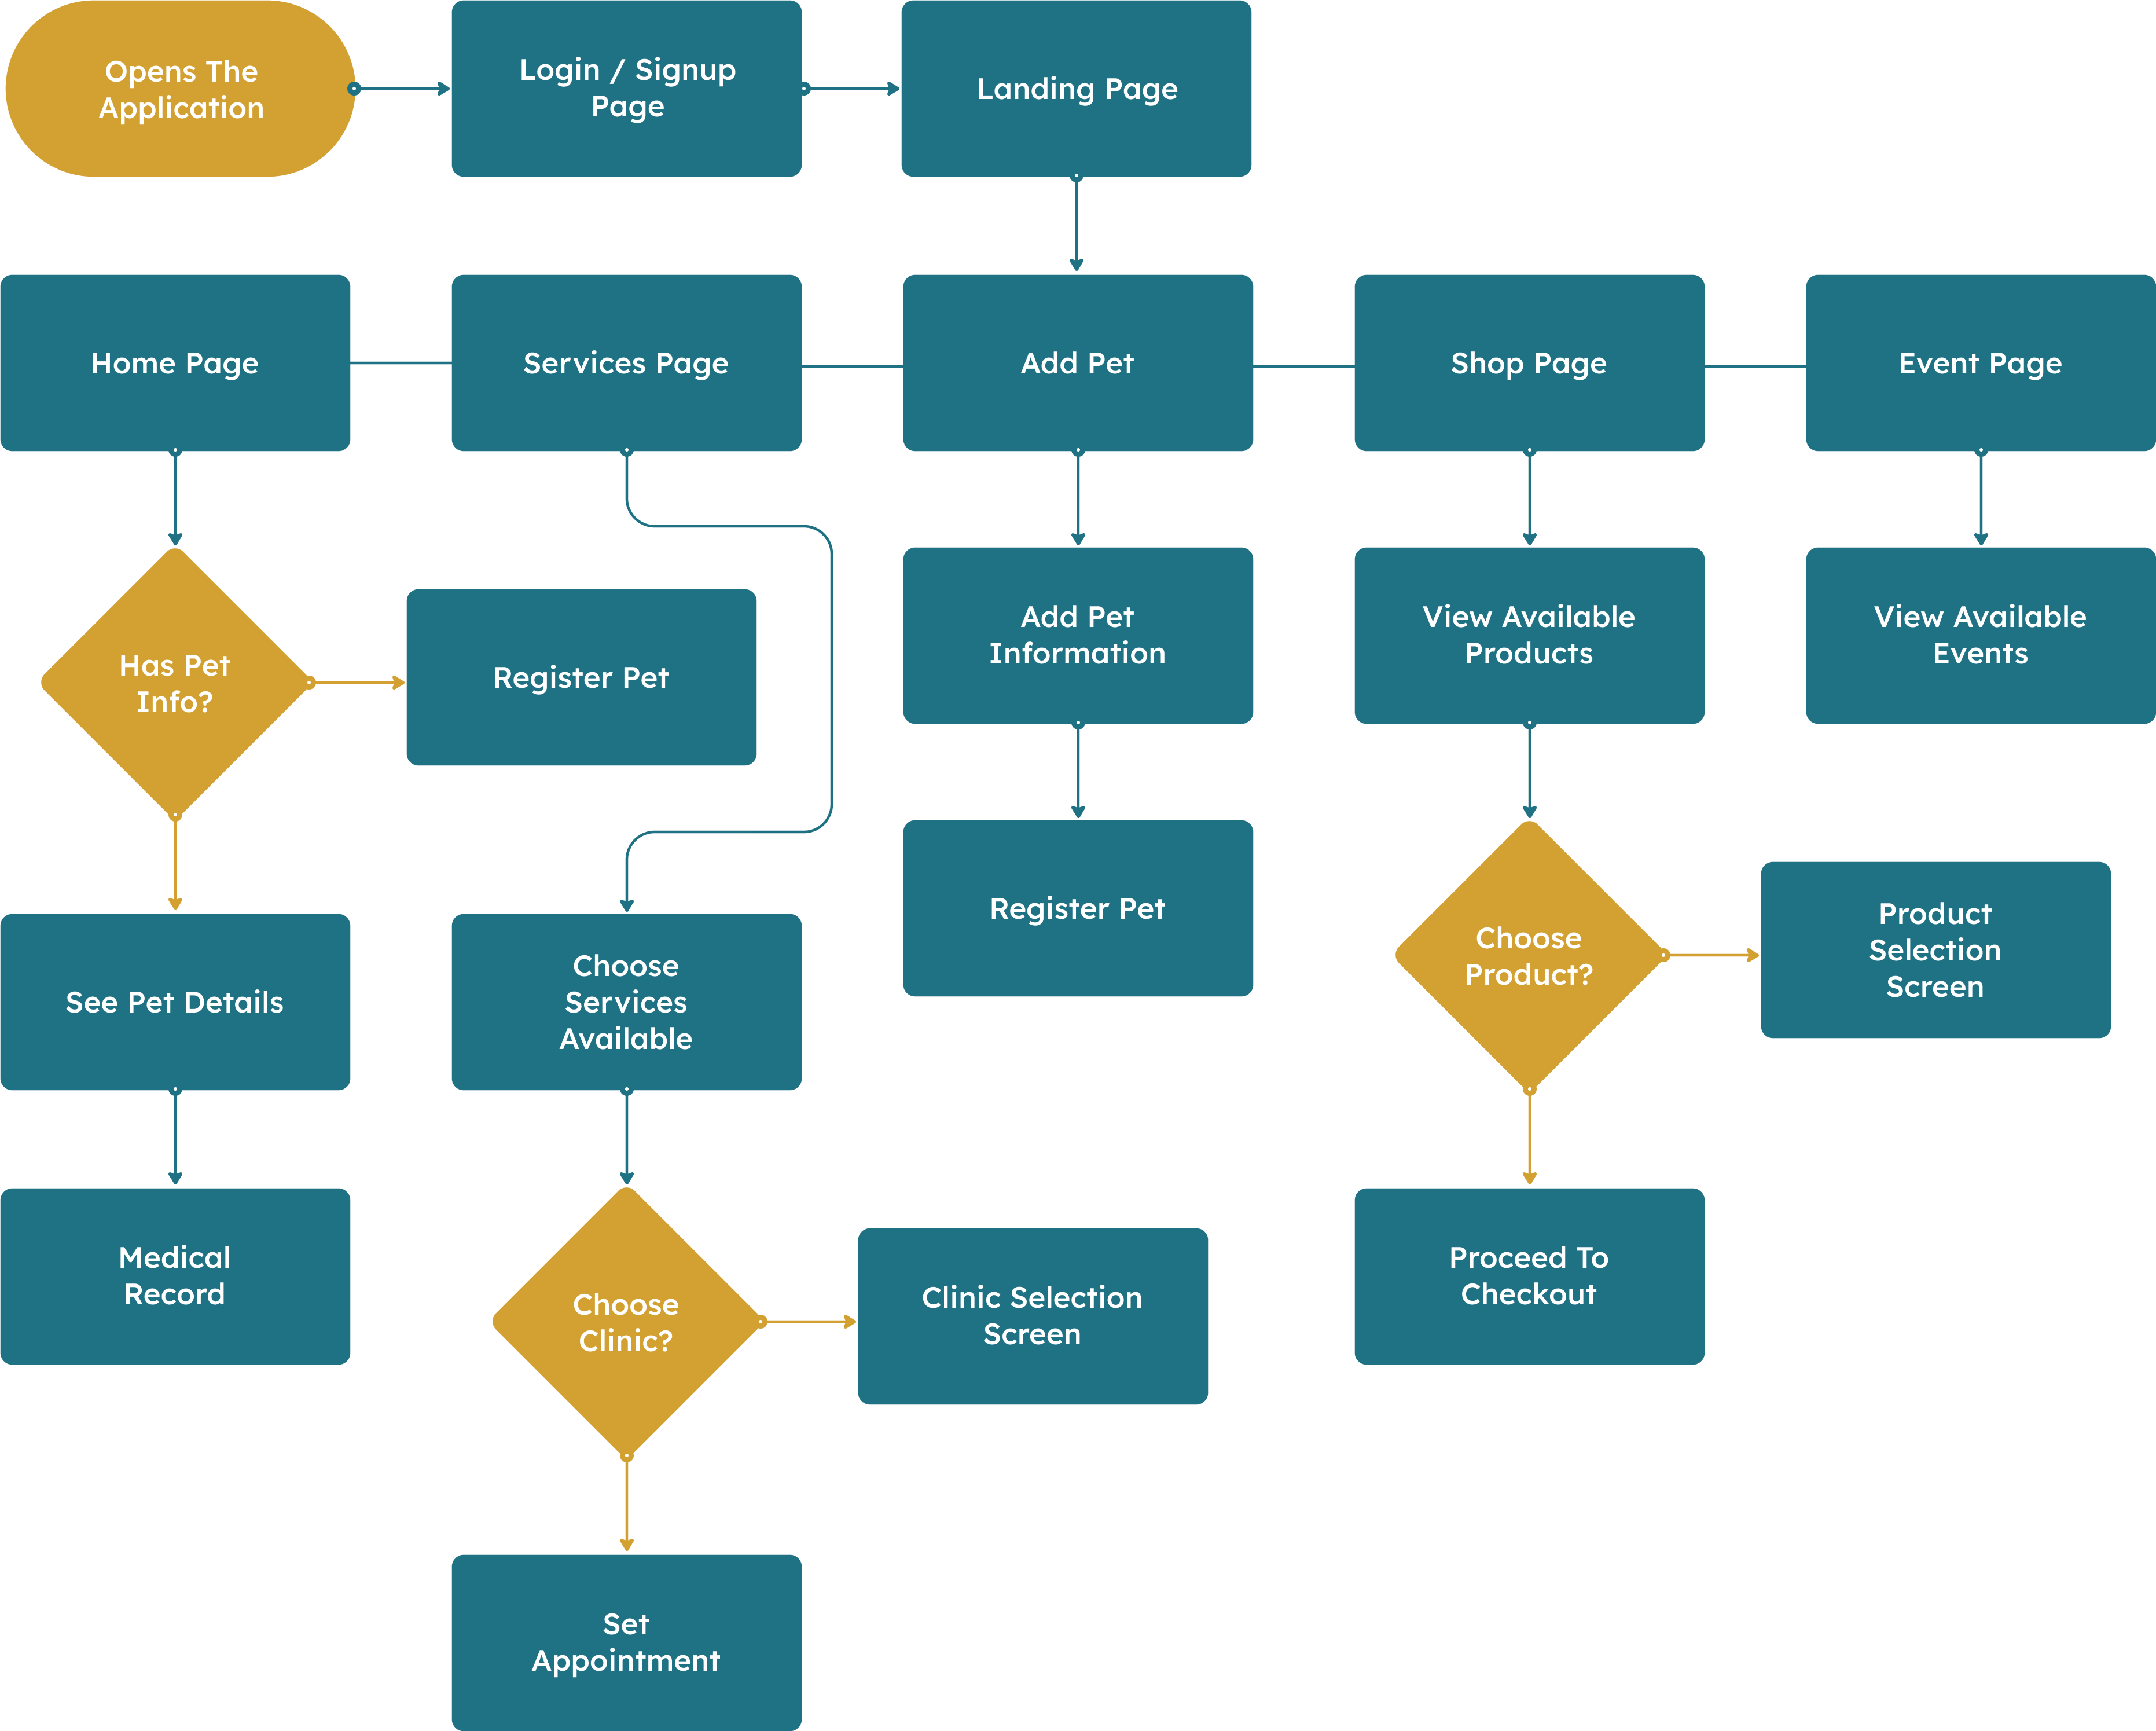 Opens The
Application
Login / Signup
Page
Landing Page
Home Page
Services Page
Add Pet
Shop Page
Event Page
Has Pet
Info?
Register Pet
Add Pet
Information
View Available
Products
View Available
Events
See Pet Details
Choose
Services
Available
Register Pet
Choose
Product?
Product
Selection
Screen
Medical
Record
Choose
Clinic?
Clinic Selection
Screen
Proceed To
Checkout
Set
Appointment